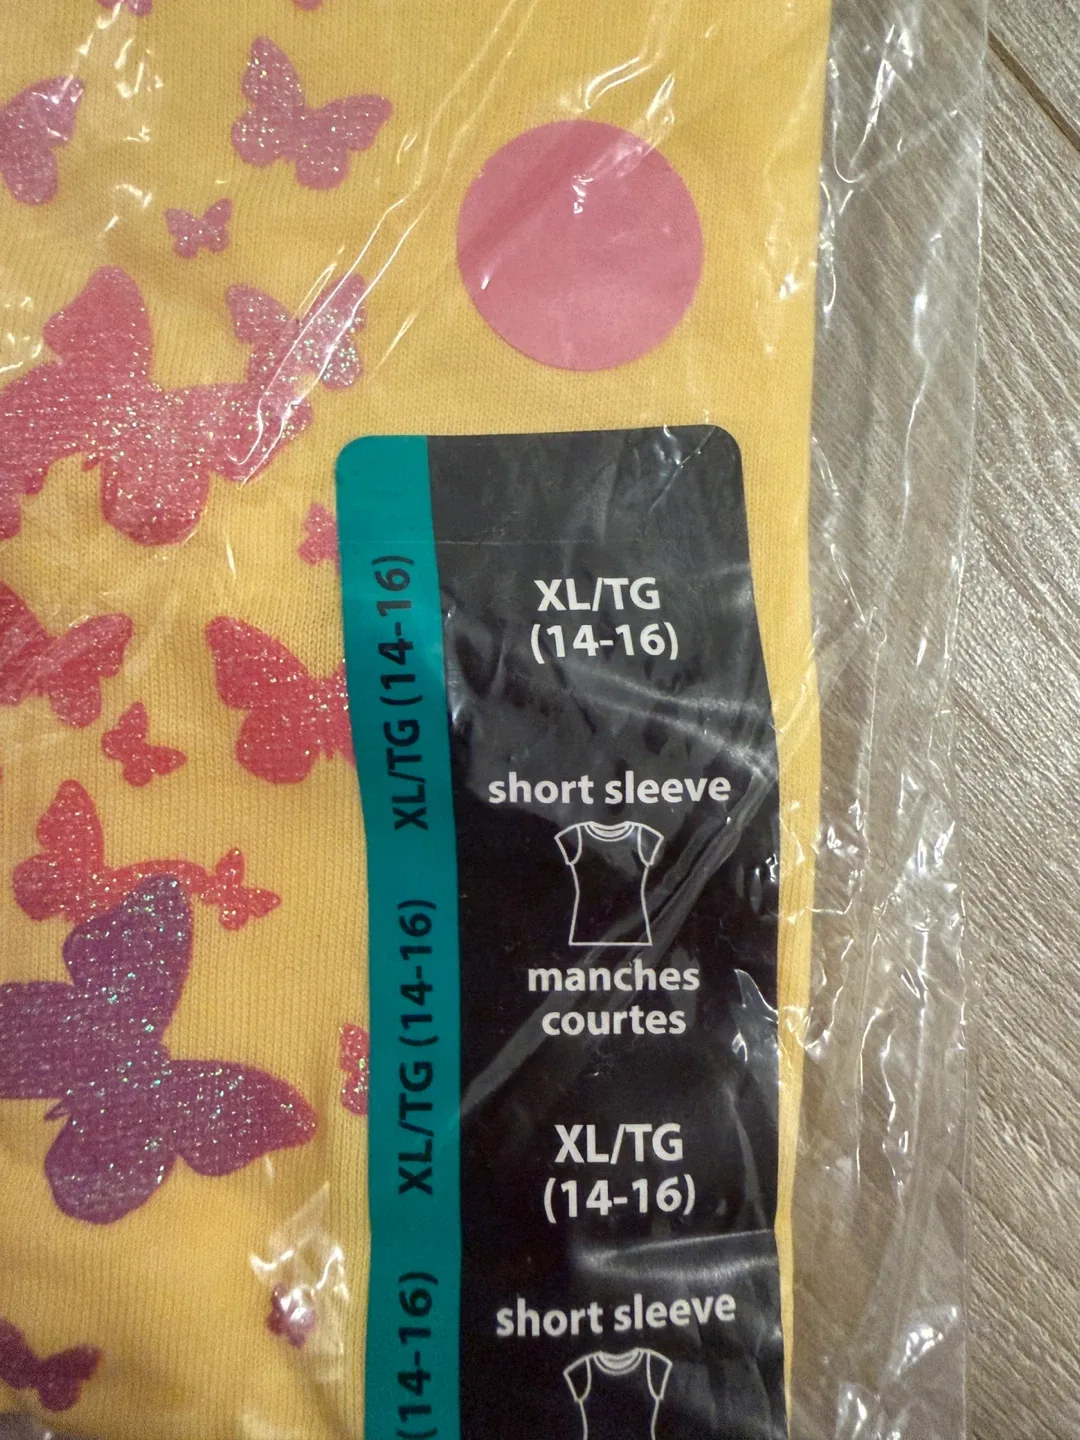 XL/TG
(14-16)
short sleeve
manches
courtes
XL/TG
(14-16)
short sleeve
XL/TG (14-16)
XL/TG (14-16)
(14-16)